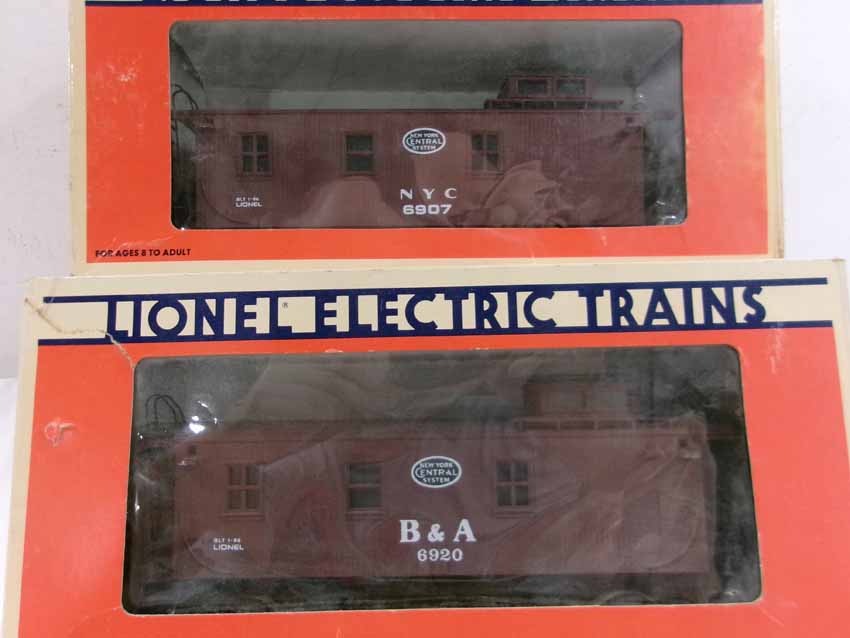 NEW YORK
CENTRAL
SYSTEM
N Y C
6907
BLT 1-86
LIONEL
FOR AGES 8 TO ADULT
LIONEL® ELECTRIC TRAINS
NEW YORK
CENTRAL
SYSTEM
B & A
6920
BLT 1-86
LIONEL